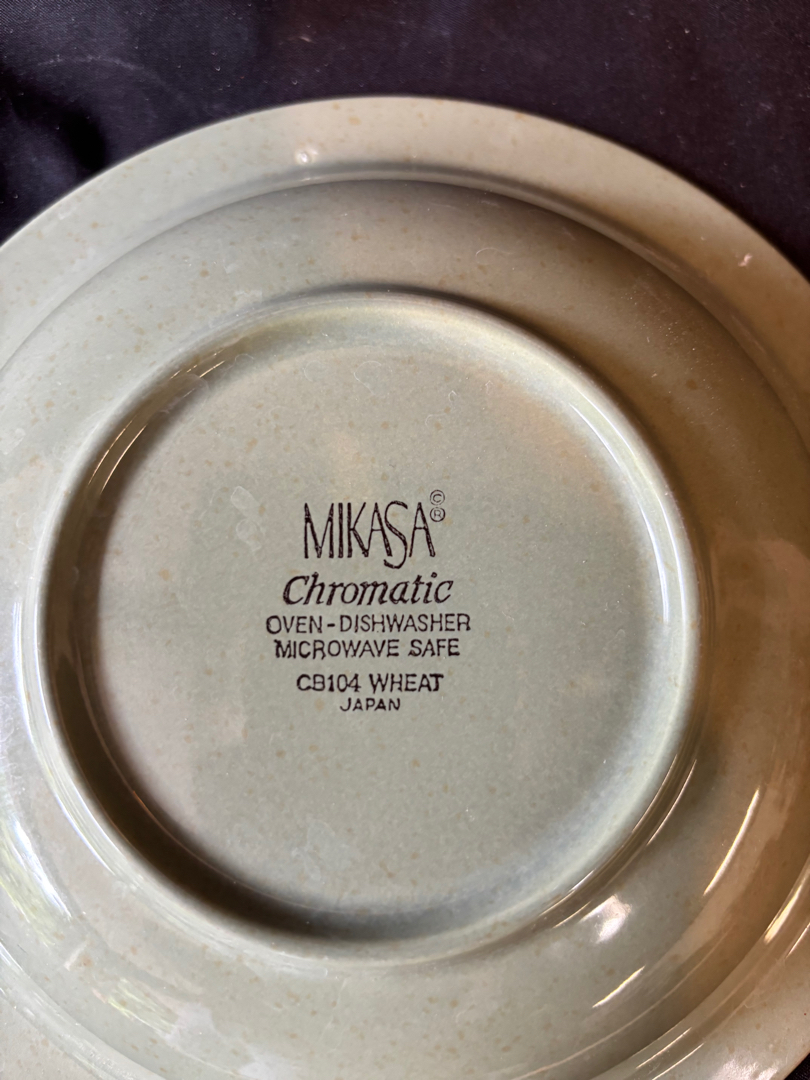 MIKASA©®
Chromatic
OVEN-DISHWASHER
MICROWAVE SAFE
CB104 WHEAT
JAPAN